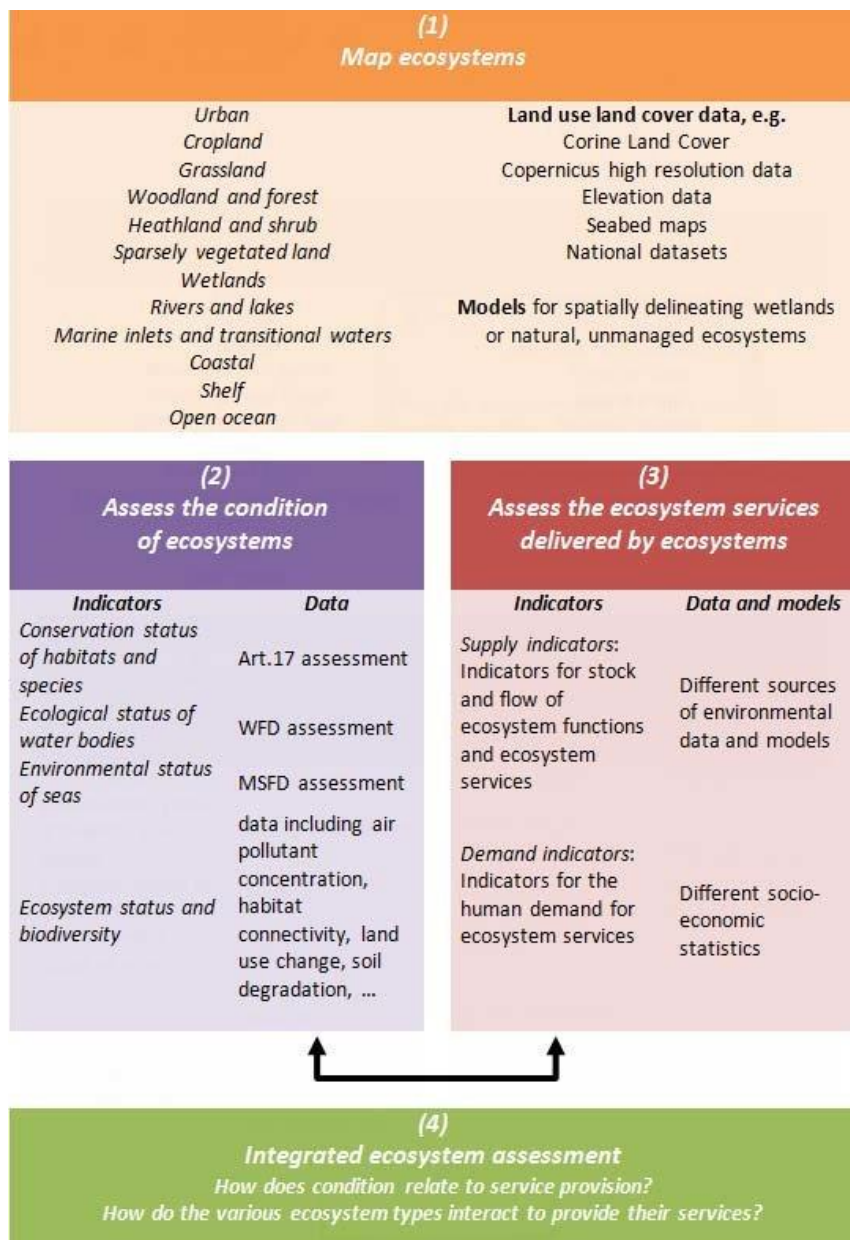 (1)
Map ecosystems
Urban
Cropland
Grassland
Woodland and forest
Heathland and shrub
Sparsely vegetated land
Wetlands
Rivers and lakes
Marine inlets and transitional waters
Coastal
Shelf
Open ocean
Land use land cover data, e.g.
Corine Land Cover
Copernicus high resolution data
Elevation data
Seabed maps
National datasets
Models for spatially delineating wetlands
or natural, unmanaged ecosystems
(2)
Assess the condition
of ecosystems
Indicators
Data
Conservation status
of habitats and
species
Art.17 assessment
Ecological status of
water bodies
WFD assessment
Environmental status
of seas
MSFD assessment
Ecosystem status and
biodiversity
data including air
pollutant
concentration,
habitat
connectivity, land
use change, soil
degradation, ...
(3)
Assess the ecosystem services
delivered by ecosystems
Indicators
Data and models
Supply indicators:
Indicators for stock
and flow of
ecosystem functions
and ecosystem
services
Different sources
of environmental
data and models
Demand indicators:
Indicators for the
human demand for
ecosystem services
Different socio-
economic
statistics
(4)
Integrated ecosystem assessment
How does condition relate to service provision?
How do the various ecosystem types interact to provide their services?